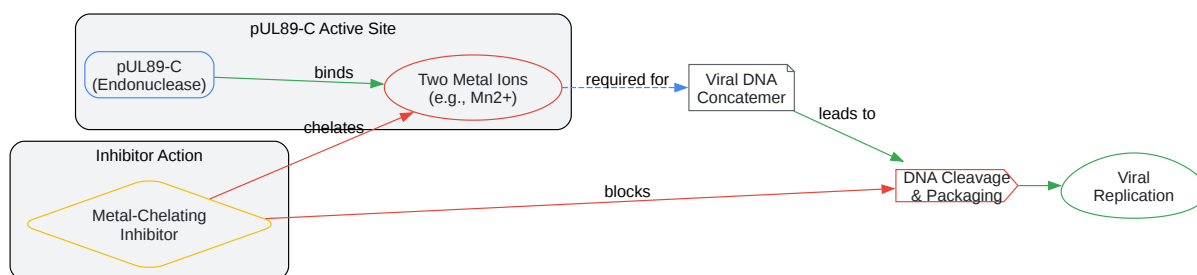 pUL89-C Active Site
pUL89-C
(Endonuclease)
binds
Two Metal Ions
(e.g., Mn2+)
required for
Viral DNA
Concatemer
leads to
chelates
Inhibitor Action
Metal-Chelating
Inhibitor
blocks
DNA Cleavage
& Packaging
Viral
Replication